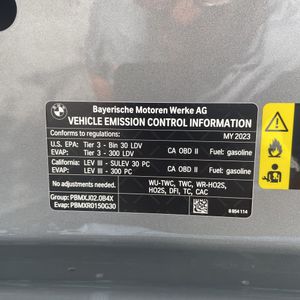 BMW
Bayerische Motoren Werke AG
VEHICLE EMISSION CONTROL INFORMATION
Conforms to regulations: MY 2023
U.S. EPA: Tier 3 - Bin 30 LDV
EVAP: Tier 3 - 300 LDV CA OBD II Fuel: gasoline
California: LEV III - SULEV 30 PC
EVAP: LEV III - 300 PC CA OBD II Fuel: gasoline
No adjustments needed. WU-TWC, TWC, WR-HO2S,
HO2S, DFI, TC, CAC
Group: PBMXJ02.0B4X
Evap: PBMXR0150G30 8 654 114